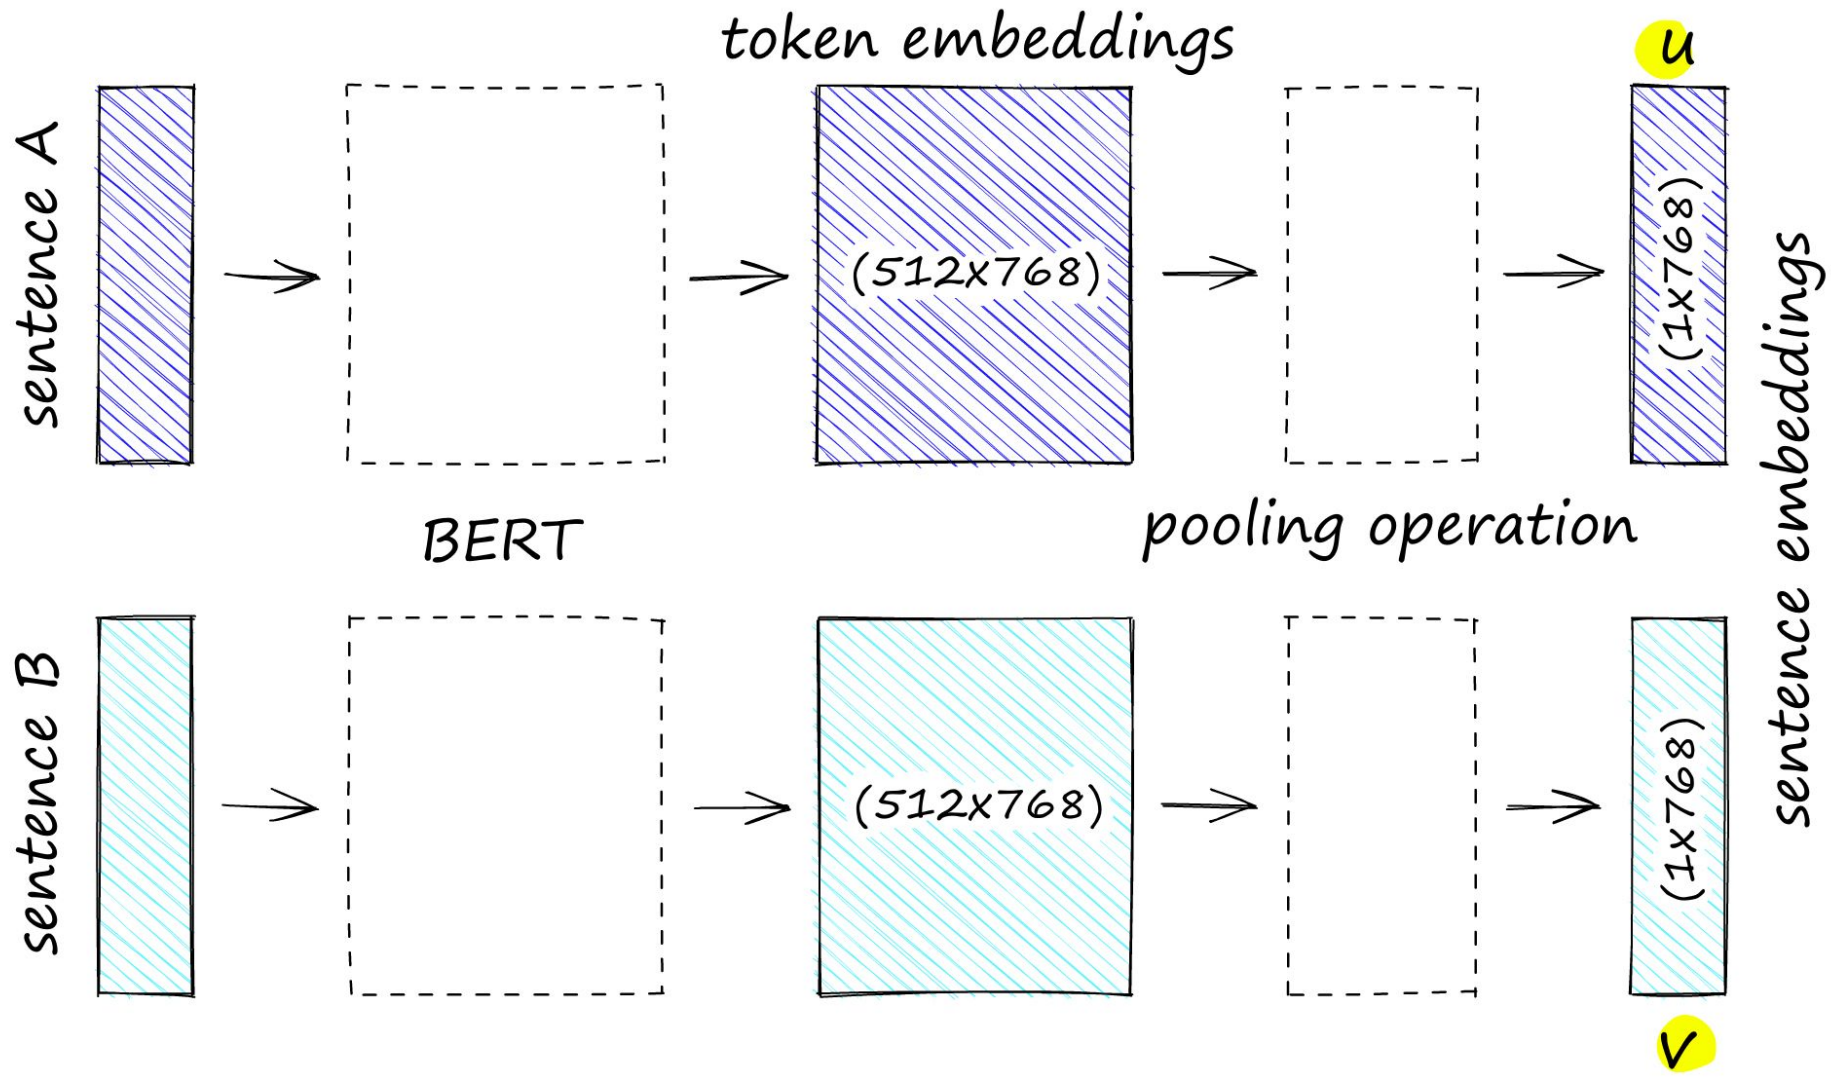 token embeddings
u
sentence A
(512x768)
(1x768)
sentence embeddings
BERT
pooling operation
sentence B
(512x768)
(1x768)
v